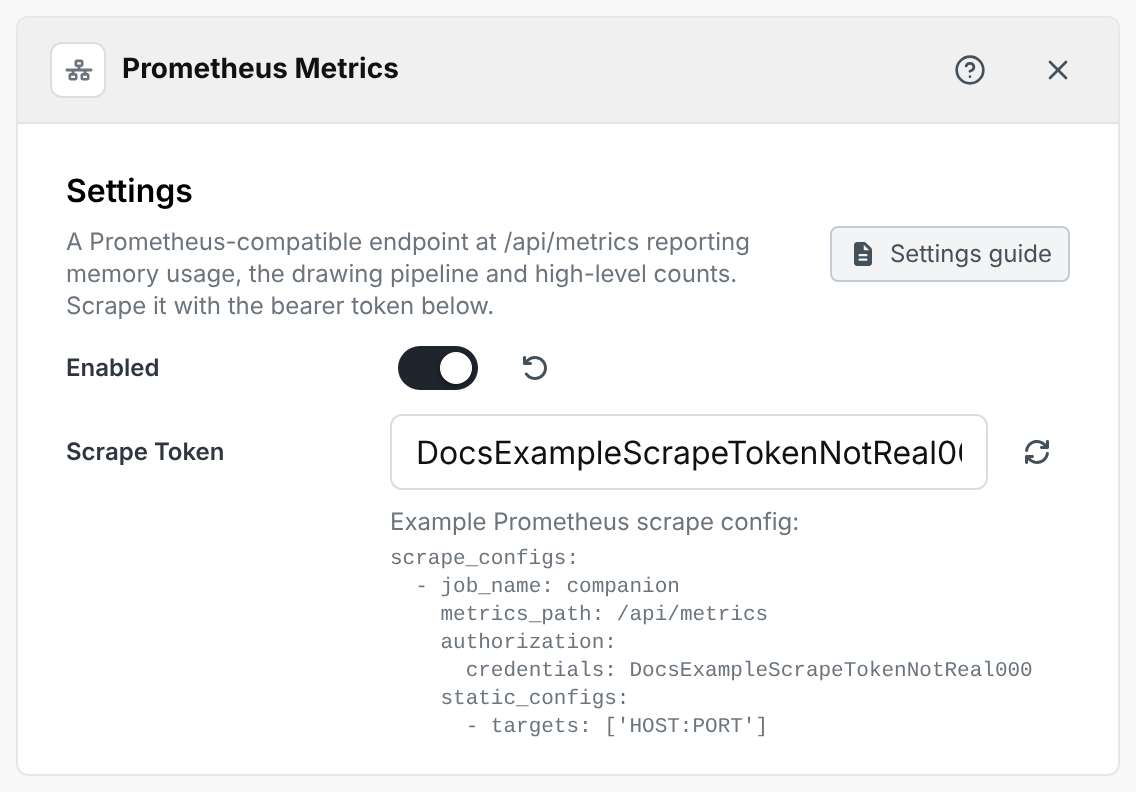 Prometheus Metrics
Settings
A Prometheus-compatible endpoint at /api/metrics reporting
memory usage, the drawing pipeline and high-level counts.
Scrape it with the bearer token below.
Settings guide
Enabled
Scrape Token
DocsExampleScrapeTokenNotReal0
Example Prometheus scrape config:
scrape_configs:
  - job_name: companion
    metrics_path: /api/metrics
    authorization:
      credentials: DocsExampleScrapeTokenNotReal000
    static_configs:
      - targets: ['HOST:PORT']